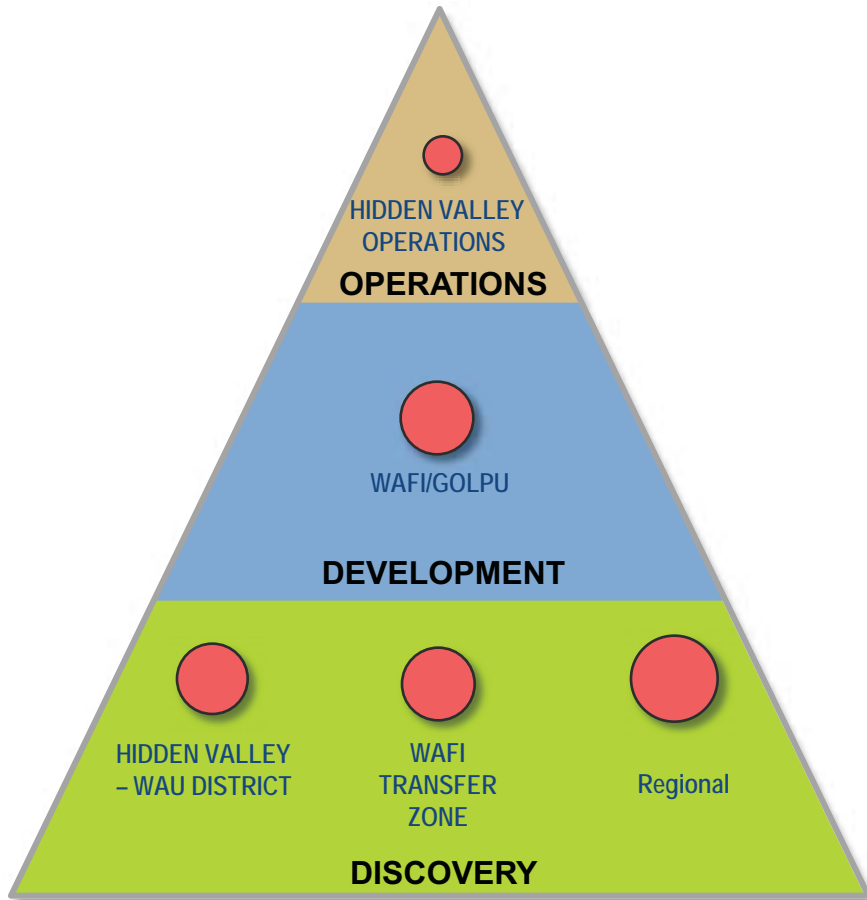 HIDDEN VALLEY
OPERATIONS
OPERATIONS
WAFI/GOLPU
DEVELOPMENT
HIDDEN VALLEY
– WAU DISTRICT
WAFI
TRANSFER
ZONE
Regional
DISCOVERY